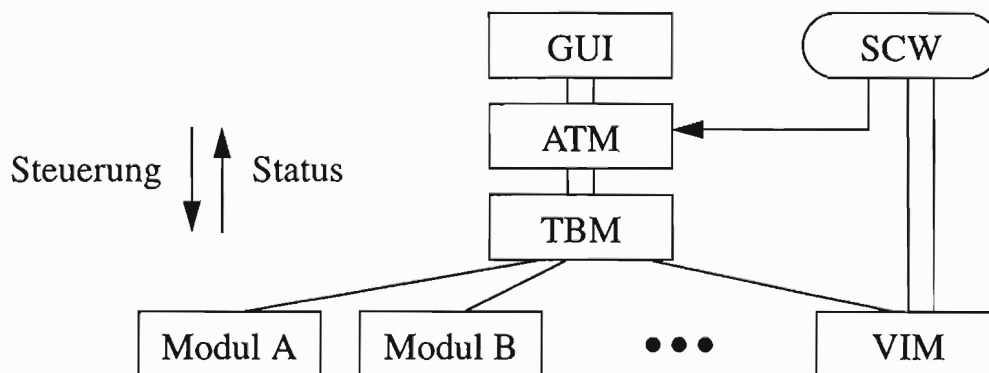 GUI
SCW
ATM
Steuerung
Status
TBM
Modul A
Modul B
VIM